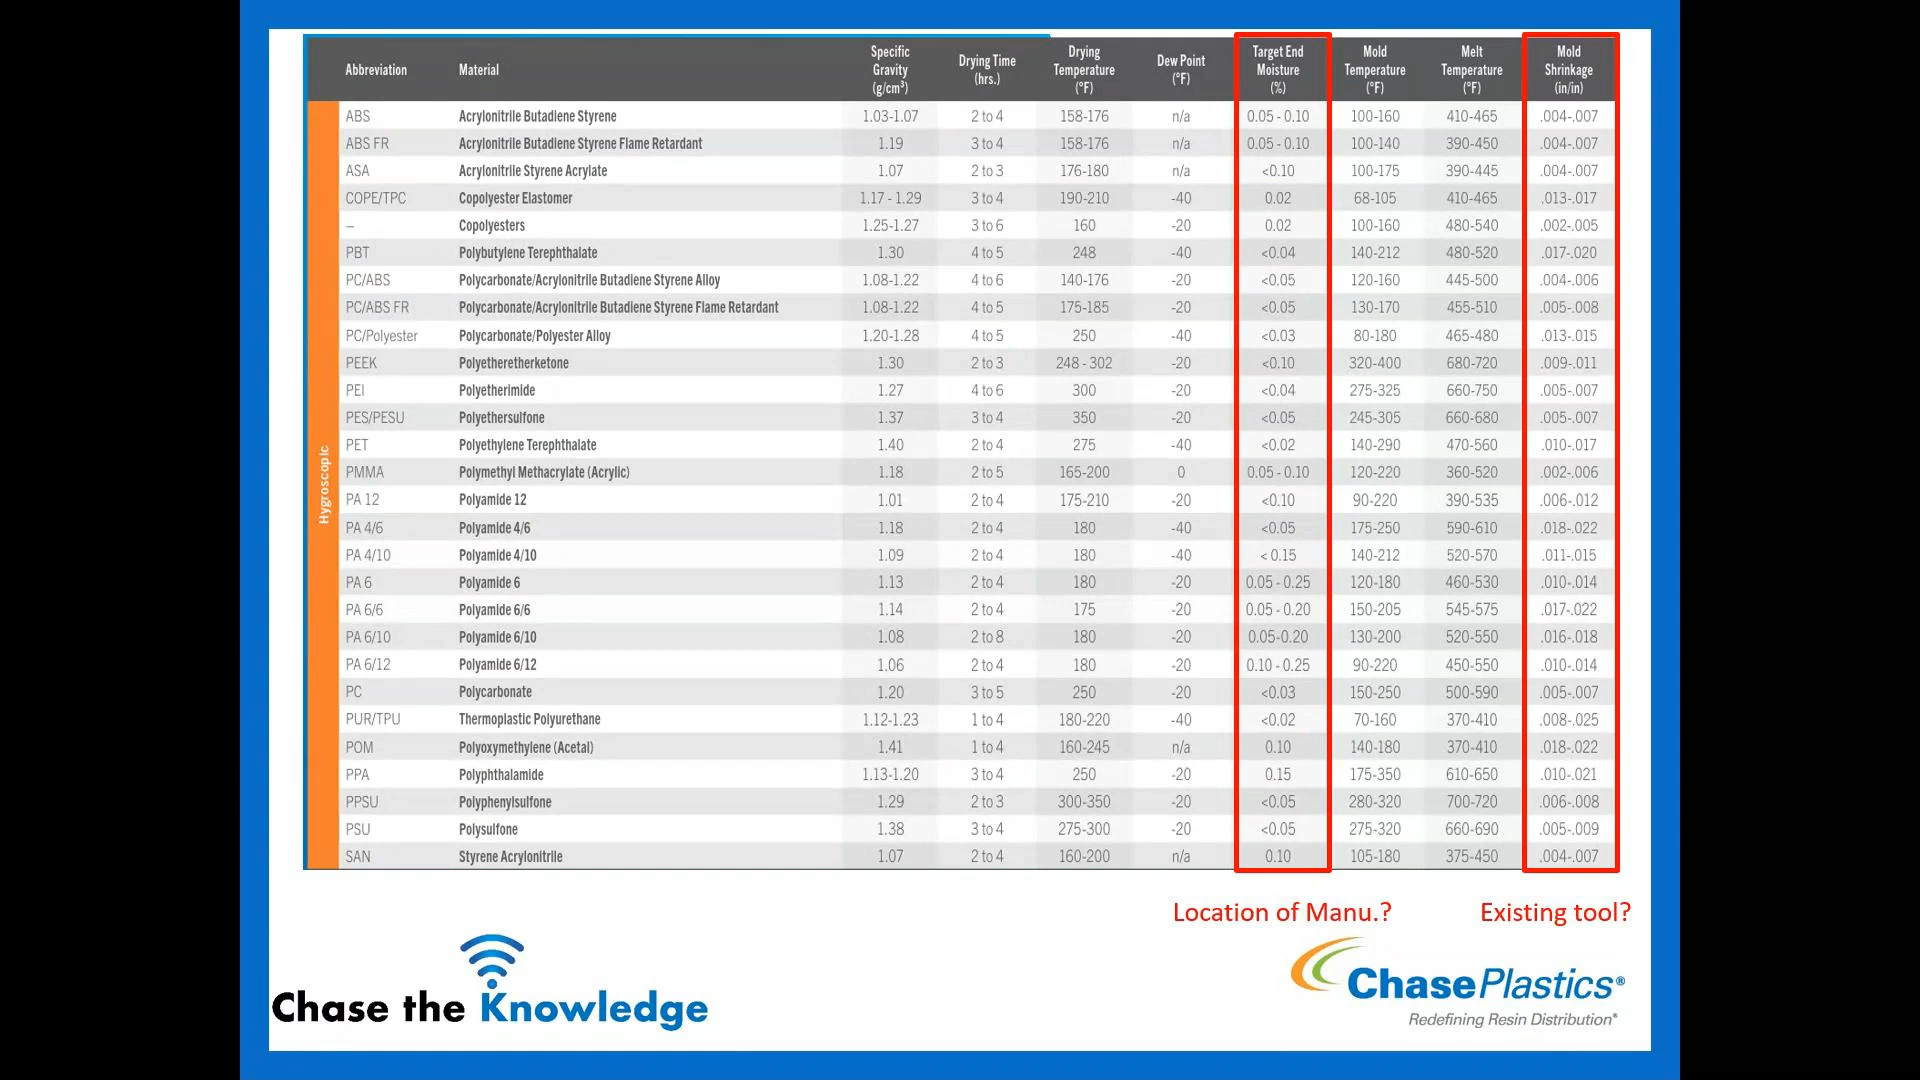 Abbreviation Material Specific Gravity (g/cm³) Drying Time (hrs.) Drying Temperature (°F) Dew Point (°F) Target End Moisture (%) Mold Temperature (°F) Melt Temperature (°F) Mold Shrinkage (in/in)
Hygroscopic
ABS Acrylonitrile Butadiene Styrene 1.03-1.07 2 to 4 158-176 n/a 0.05 - 0.10 100-160 410-465 .004-.007
ABS FR Acrylonitrile Butadiene Styrene Flame Retardant 1.19 3 to 4 158-176 n/a 0.05 - 0.10 100-140 390-450 .004-.007
ASA Acrylonitrile Styrene Acrylate 1.07 2 to 3 176-180 n/a <0.10 100-175 390-445 .004-.007
COPE/TPC Copolyester Elastomer 1.17 - 1.29 3 to 4 190-210 -40 0.02 68-105 410-465 .013-.017
– Copolyesters 1.25-1.27 3 to 6 160 -20 0.02 100-160 480-540 .002-.005
PBT Polybutylene Terephthalate 1.30 4 to 5 248 -40 <0.04 140-212 480-520 .017-.020
PC/ABS Polycarbonate/Acrylonitrile Butadiene Styrene Alloy 1.08-1.22 4 to 6 140-176 -20 <0.05 120-160 445-500 .004-.006
PC/ABS FR Polycarbonate/Acrylonitrile Butadiene Styrene Flame Retardant 1.08-1.22 4 to 5 175-185 -20 <0.05 130-170 455-510 .005-.008
PC/Polyester Polycarbonate/Polyester Alloy 1.20-1.28 4 to 5 250 -40 <0.03 80-180 465-480 .013-.015
PEEK Polyetheretherketone 1.30 2 to 3 248 - 302 -20 <0.10 320-400 680-720 .009-.011
PEI Polyetherimide 1.27 4 to 6 300 -20 <0.04 275-325 660-750 .005-.007
PES/PESU Polyethersulfone 1.37 3 to 4 350 -20 <0.05 245-305 660-680 .005-.007
PET Polyethylene Terephthalate 1.40 2 to 4 275 -40 <0.02 140-290 470-560 .010-.017
PMMA Polymethyl Methacrylate (Acrylic) 1.18 2 to 5 165-200 0 0.05 - 0.10 120-220 360-520 .002-.006
PA 12 Polyamide 12 1.01 2 to 4 175-210 -20 <0.10 90-220 390-535 .006-.012
PA 4/6 Polyamide 4/6 1.18 2 to 4 180 -40 <0.05 175-250 590-610 .018-.022
PA 4/10 Polyamide 4/10 1.09 2 to 4 180 -40 < 0.15 140-212 520-570 .011-.015
PA 6 Polyamide 6 1.13 2 to 4 180 -20 0.05 - 0.25 120-180 460-530 .010-.014
PA 6/6 Polyamide 6/6 1.14 2 to 4 175 -20 0.05 - 0.20 150-205 545-575 .017-.022
PA 6/10 Polyamide 6/10 1.08 2 to 8 180 -20 0.05-0.20 130-200 520-550 .016-.018
PA 6/12 Polyamide 6/12 1.06 2 to 4 180 -20 0.10 - 0.25 90-220 450-550 .010-.014
PC Polycarbonate 1.20 3 to 5 250 -20 <0.03 150-250 500-590 .005-.007
PUR/TPU Thermoplastic Polyurethane 1.12-1.23 1 to 4 180-220 -40 <0.02 70-160 370-410 .008-.025
POM Polyoxymethylene (Acetal) 1.41 1 to 4 160-245 n/a 0.10 140-180 370-410 .018-.022
PPA Polyphthalamide 1.13-1.20 3 to 4 250 -20 0.15 175-350 610-650 .010-.021
PPSU Polyphenylsulfone 1.29 2 to 3 300-350 -20 <0.05 280-320 700-720 .006-.008
PSU Polysulfone 1.38 3 to 4 275-300 -20 <0.05 275-320 660-690 .005-.009
SAN Styrene Acrylonitrile 1.07 2 to 4 160-200 n/a 0.10 105-180 375-450 .004-.007
Location of Manu.? Existing tool?
Chase the Knowledge
ChasePlastics®
Redefining Resin Distribution®